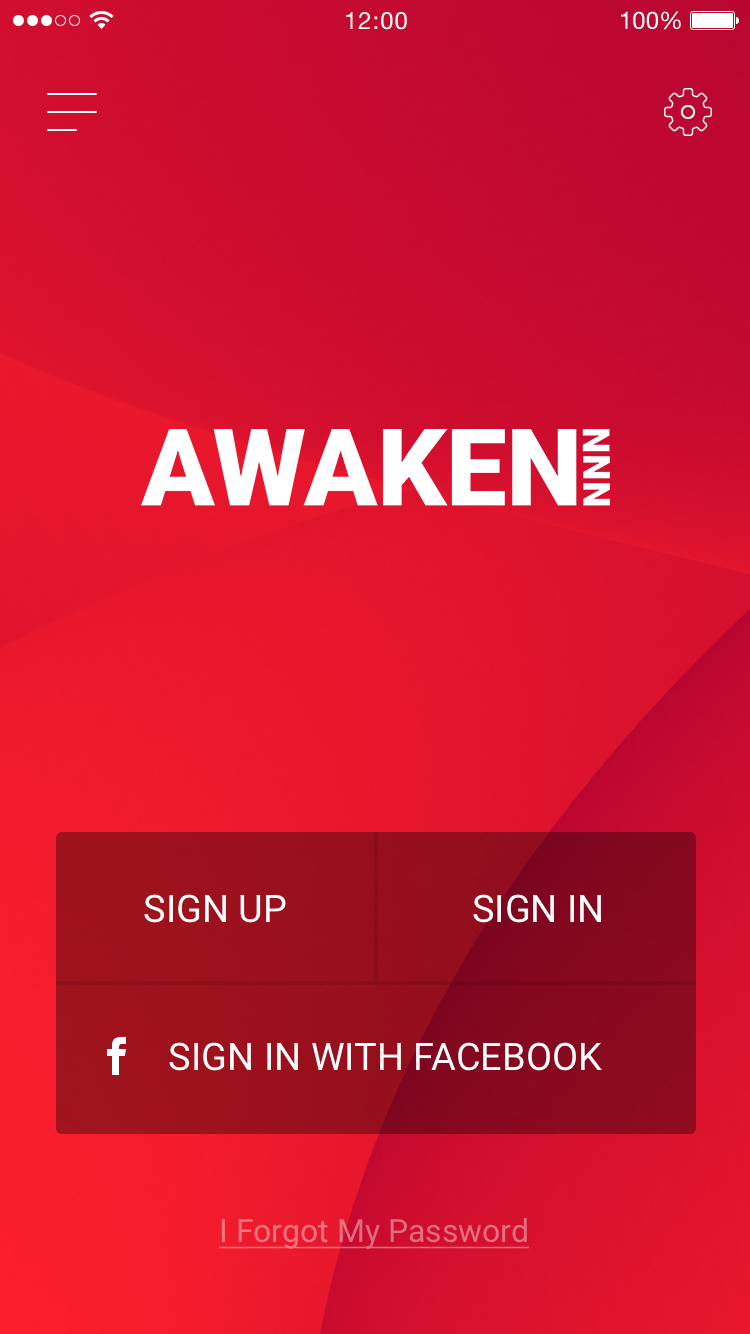 12:00
100%
AWAKEN
NNN
SIGN UP
SIGN IN
f SIGN IN WITH FACEBOOK
I Forgot My Password